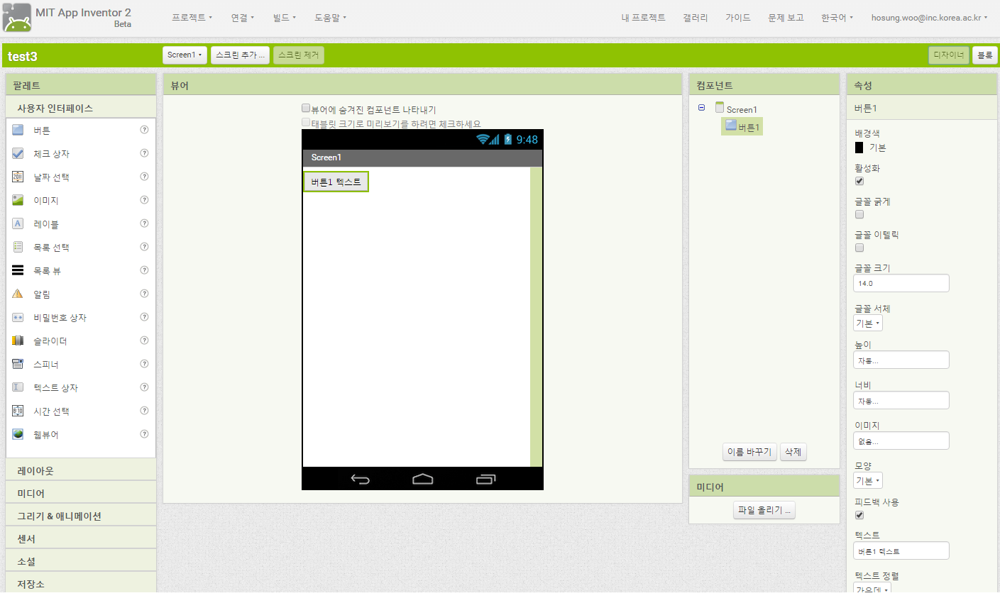 MIT App Inventor 2
Beta
프로젝트 연결 빌드 도움말 내 프로젝트 갤러리 가이드 문제 보고 한국어 hosung.woo@inc.korea.ac.kr
test3 Screen1 스크린 추가 ... 스크린 제거 디자이너 블록
팔레트
사용자 인터페이스
버튼
체크 상자
날짜 선택
이미지
레이블
목록 선택
목록 뷰
알림
비밀번호 상자
슬라이더
스피너
텍스트 상자
시간 선택
웹뷰어
레이아웃
미디어
그리기 & 애니메이션
센서
소셜
저장소
뷰어
뷰어에 숨겨진 컴포넌트 나타내기
태블릿 크기로 미리보기를 하려면 체크하세요
9:48
Screen1
버튼1 텍스트
컴포넌트
Screen1
버튼1
이름 바꾸기 삭제
미디어
파일 올리기 ...
속성
버튼1
배경색
기본
활성화
글꼴 굵게
글꼴 이텔릭
글꼴 크기
14.0
글꼴 서체
기본
높이
자동...
너비
자동...
이미지
없음...
모양
기본
피드백 사용
텍스트
버튼1 텍스트
텍스트 정렬
가운데